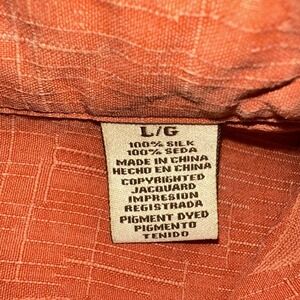 L/G
100% SILK
100% SEDA
MADE IN CHINA
HECHO EN CHINA
COPYRIGHTED
JACQUARD
IMPRESION
REGISTRADA
PIGMENT DYED
PIGMENTO
TENIDO